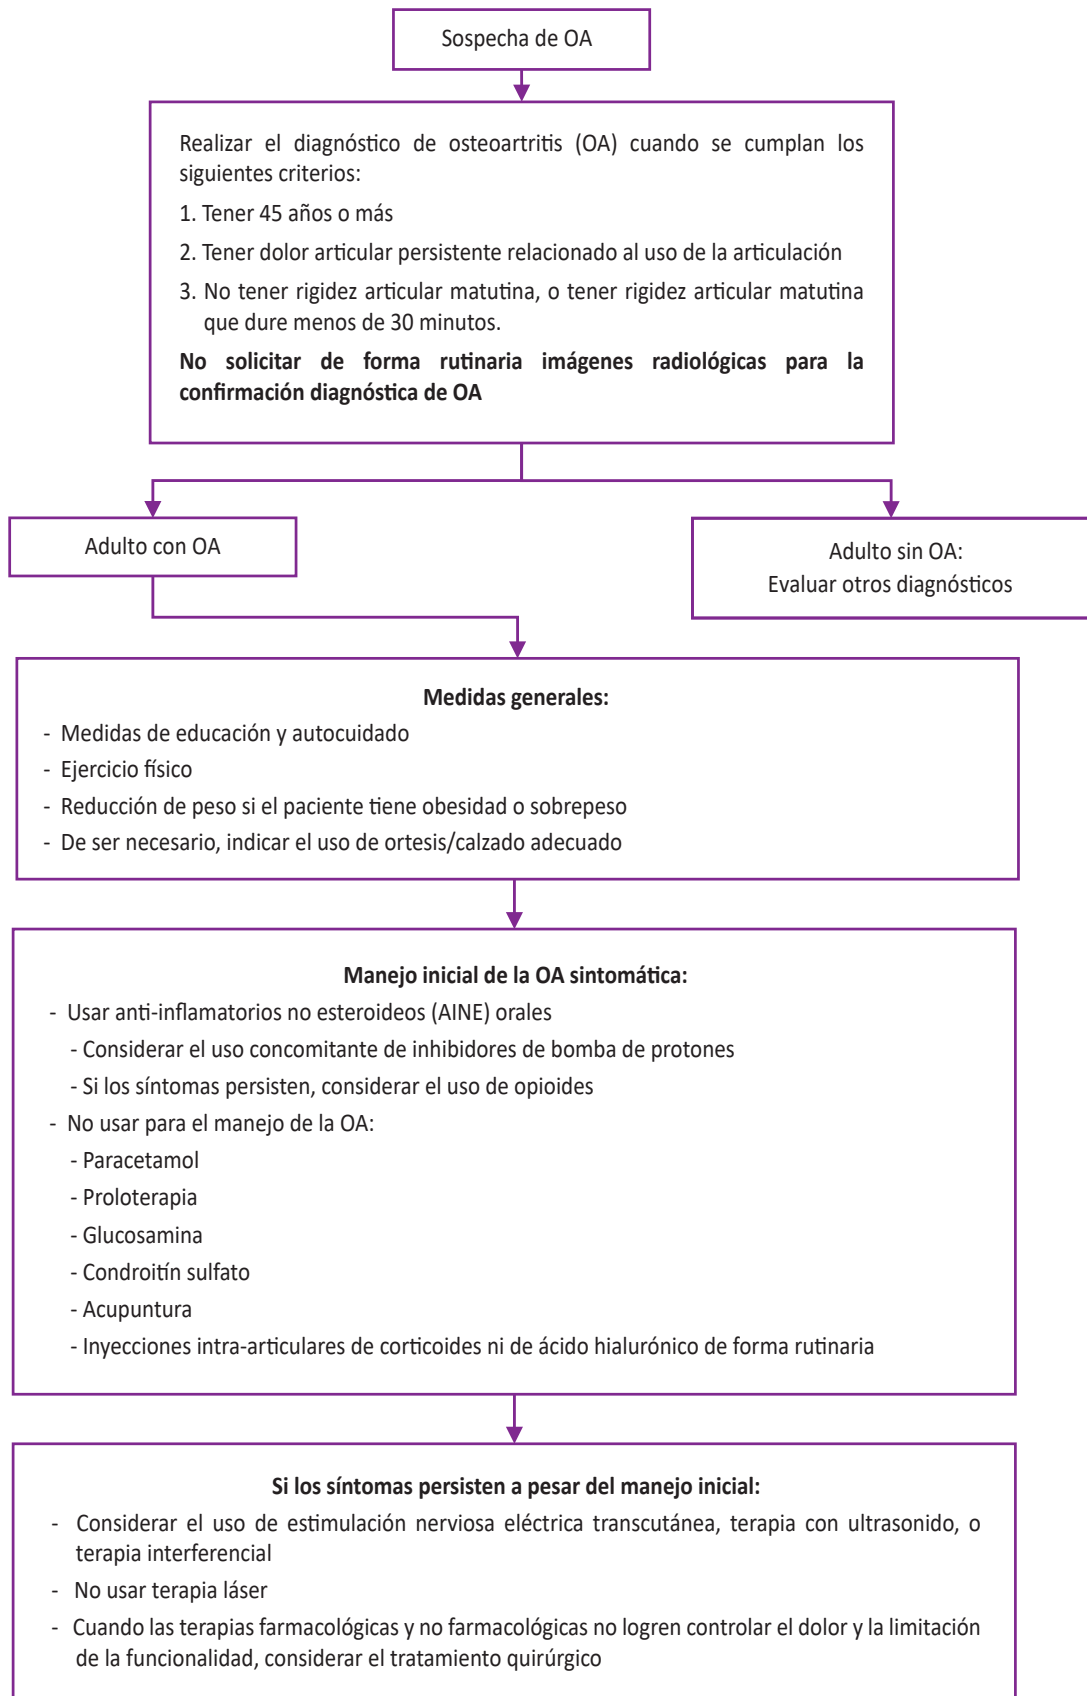 Sospecha de OA
Realizar el diagnóstico de osteoartritis (OA) cuando se cumplan los
siguientes criterios:
1. Tener 45 años o más
2. Tener dolor articular persistente relacionado al uso de la articulación
3. No tener rigidez articular matutina, o tener rigidez articular matutina
que dure menos de 30 minutos.
No solicitar de forma rutinaria imágenes radiológicas para la
confirmación diagnóstica de OA
Adulto con OA
Adulto sin OA:
Evaluar otros diagnósticos
Medidas generales:
- Medidas de educación y autocuidado
- Ejercicio físico
- Reducción de peso si el paciente tiene obesidad o sobrepeso
- De ser necesario, indicar el uso de ortesis/calzado adecuado
Manejo inicial de la OA sintomática:
- Usar anti-inflamatorios no esteroideos (AINE) orales
- Considerar el uso concomitante de inhibidores de bomba de protones
- Si los síntomas persisten, considerar el uso de opioides
- No usar para el manejo de la OA:
- Paracetamol
- Proloterapia
- Glucosamina
- Condroitín sulfato
- Acupuntura
- Inyecciones intra-articulares de corticoides ni de ácido hialurónico de forma rutinaria
Si los síntomas persisten a pesar del manejo inicial:
- Considerar el uso de estimulación nerviosa eléctrica transcutánea, terapia con ultrasonido, o
terapia interferencial
- No usar terapia láser
- Cuando las terapias farmacológicas y no farmacológicas no logren controlar el dolor y la limitación
de la funcionalidad, considerar el tratamiento quirúrgico